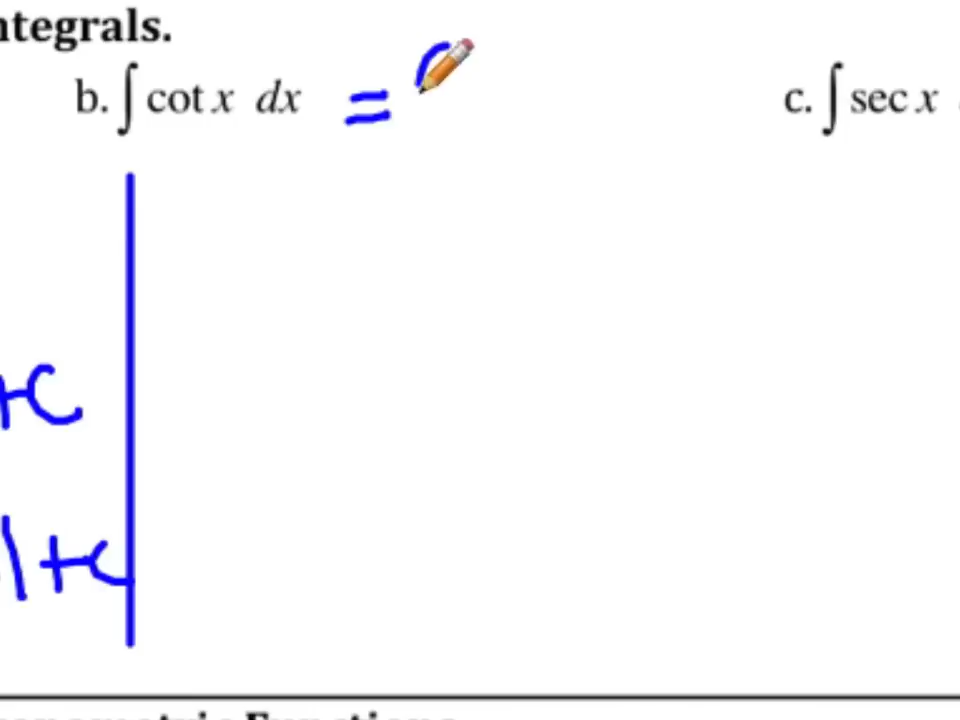 ntegrals.
b. ∫ cot x dx =
c. ∫ sec x
+C
| + C